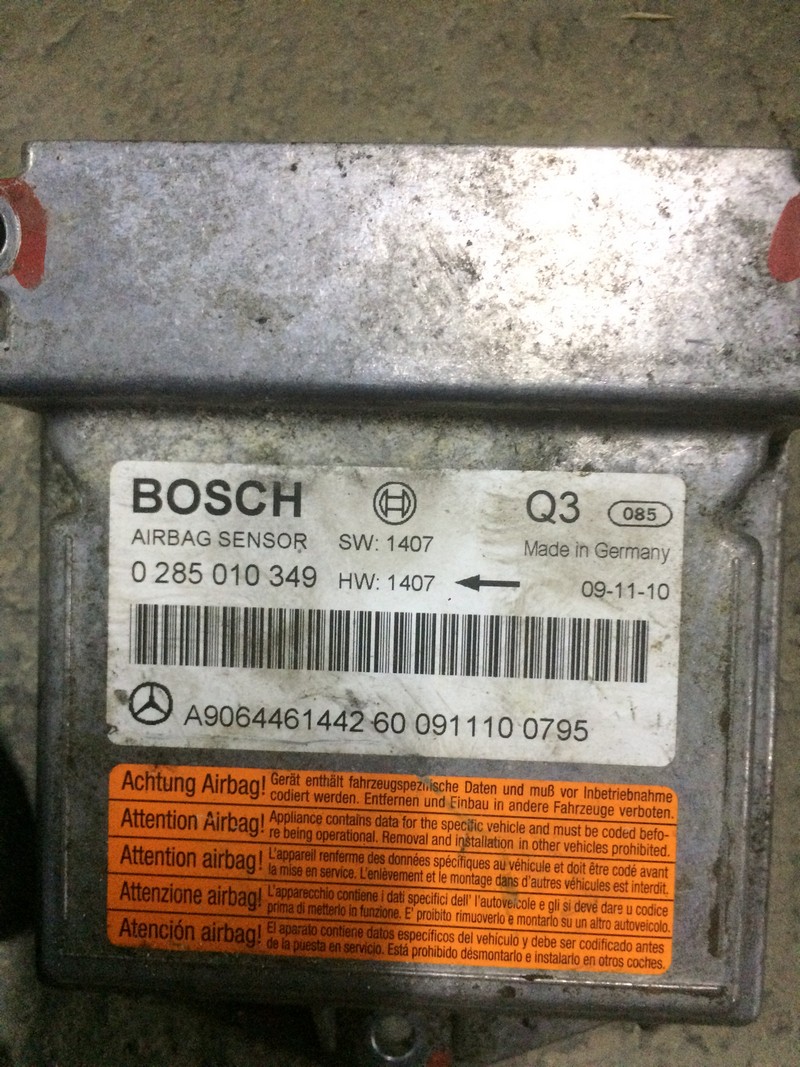 BOSCH
Q3 085
AIRBAG SENSOR SW: 1407 Made in Germany
0 285 010 349 HW: 1407 09-11-10
A9064461442 60 091110 0795
Achtung Airbag! Gerät enthält fahrzeugspezifische Daten und muß vor Inbetriebnahme
codiert werden. Entfernen und Einbau in andere Fahrzeuge verboten.
Attention Airbag! Appliance contains data for the specific vehicle and must be coded befo-
re being operational. Removal and installation in other vehicles prohibited.
Attention airbag! L'appareil renferme des données spécifiques au véhicule et doit être codé avant
la mise en service. L'enlèvement et le montage dans d'autres véhicules est interdit.
Attenzione airbag! L'apparecchio contiene i dati specifici dell' l'autoveicole e gli si deve dare u codice
prima di metterlo in funzione. E' proibito rimuoverlo e montarlo su un altro autoveicolo.
Atención airbag! El aparato contiene datos específicos del vehículo y debe ser codificado antes
de la puesta en servicio. Está prohibido desmontarlo e instalarlo en otros coches.